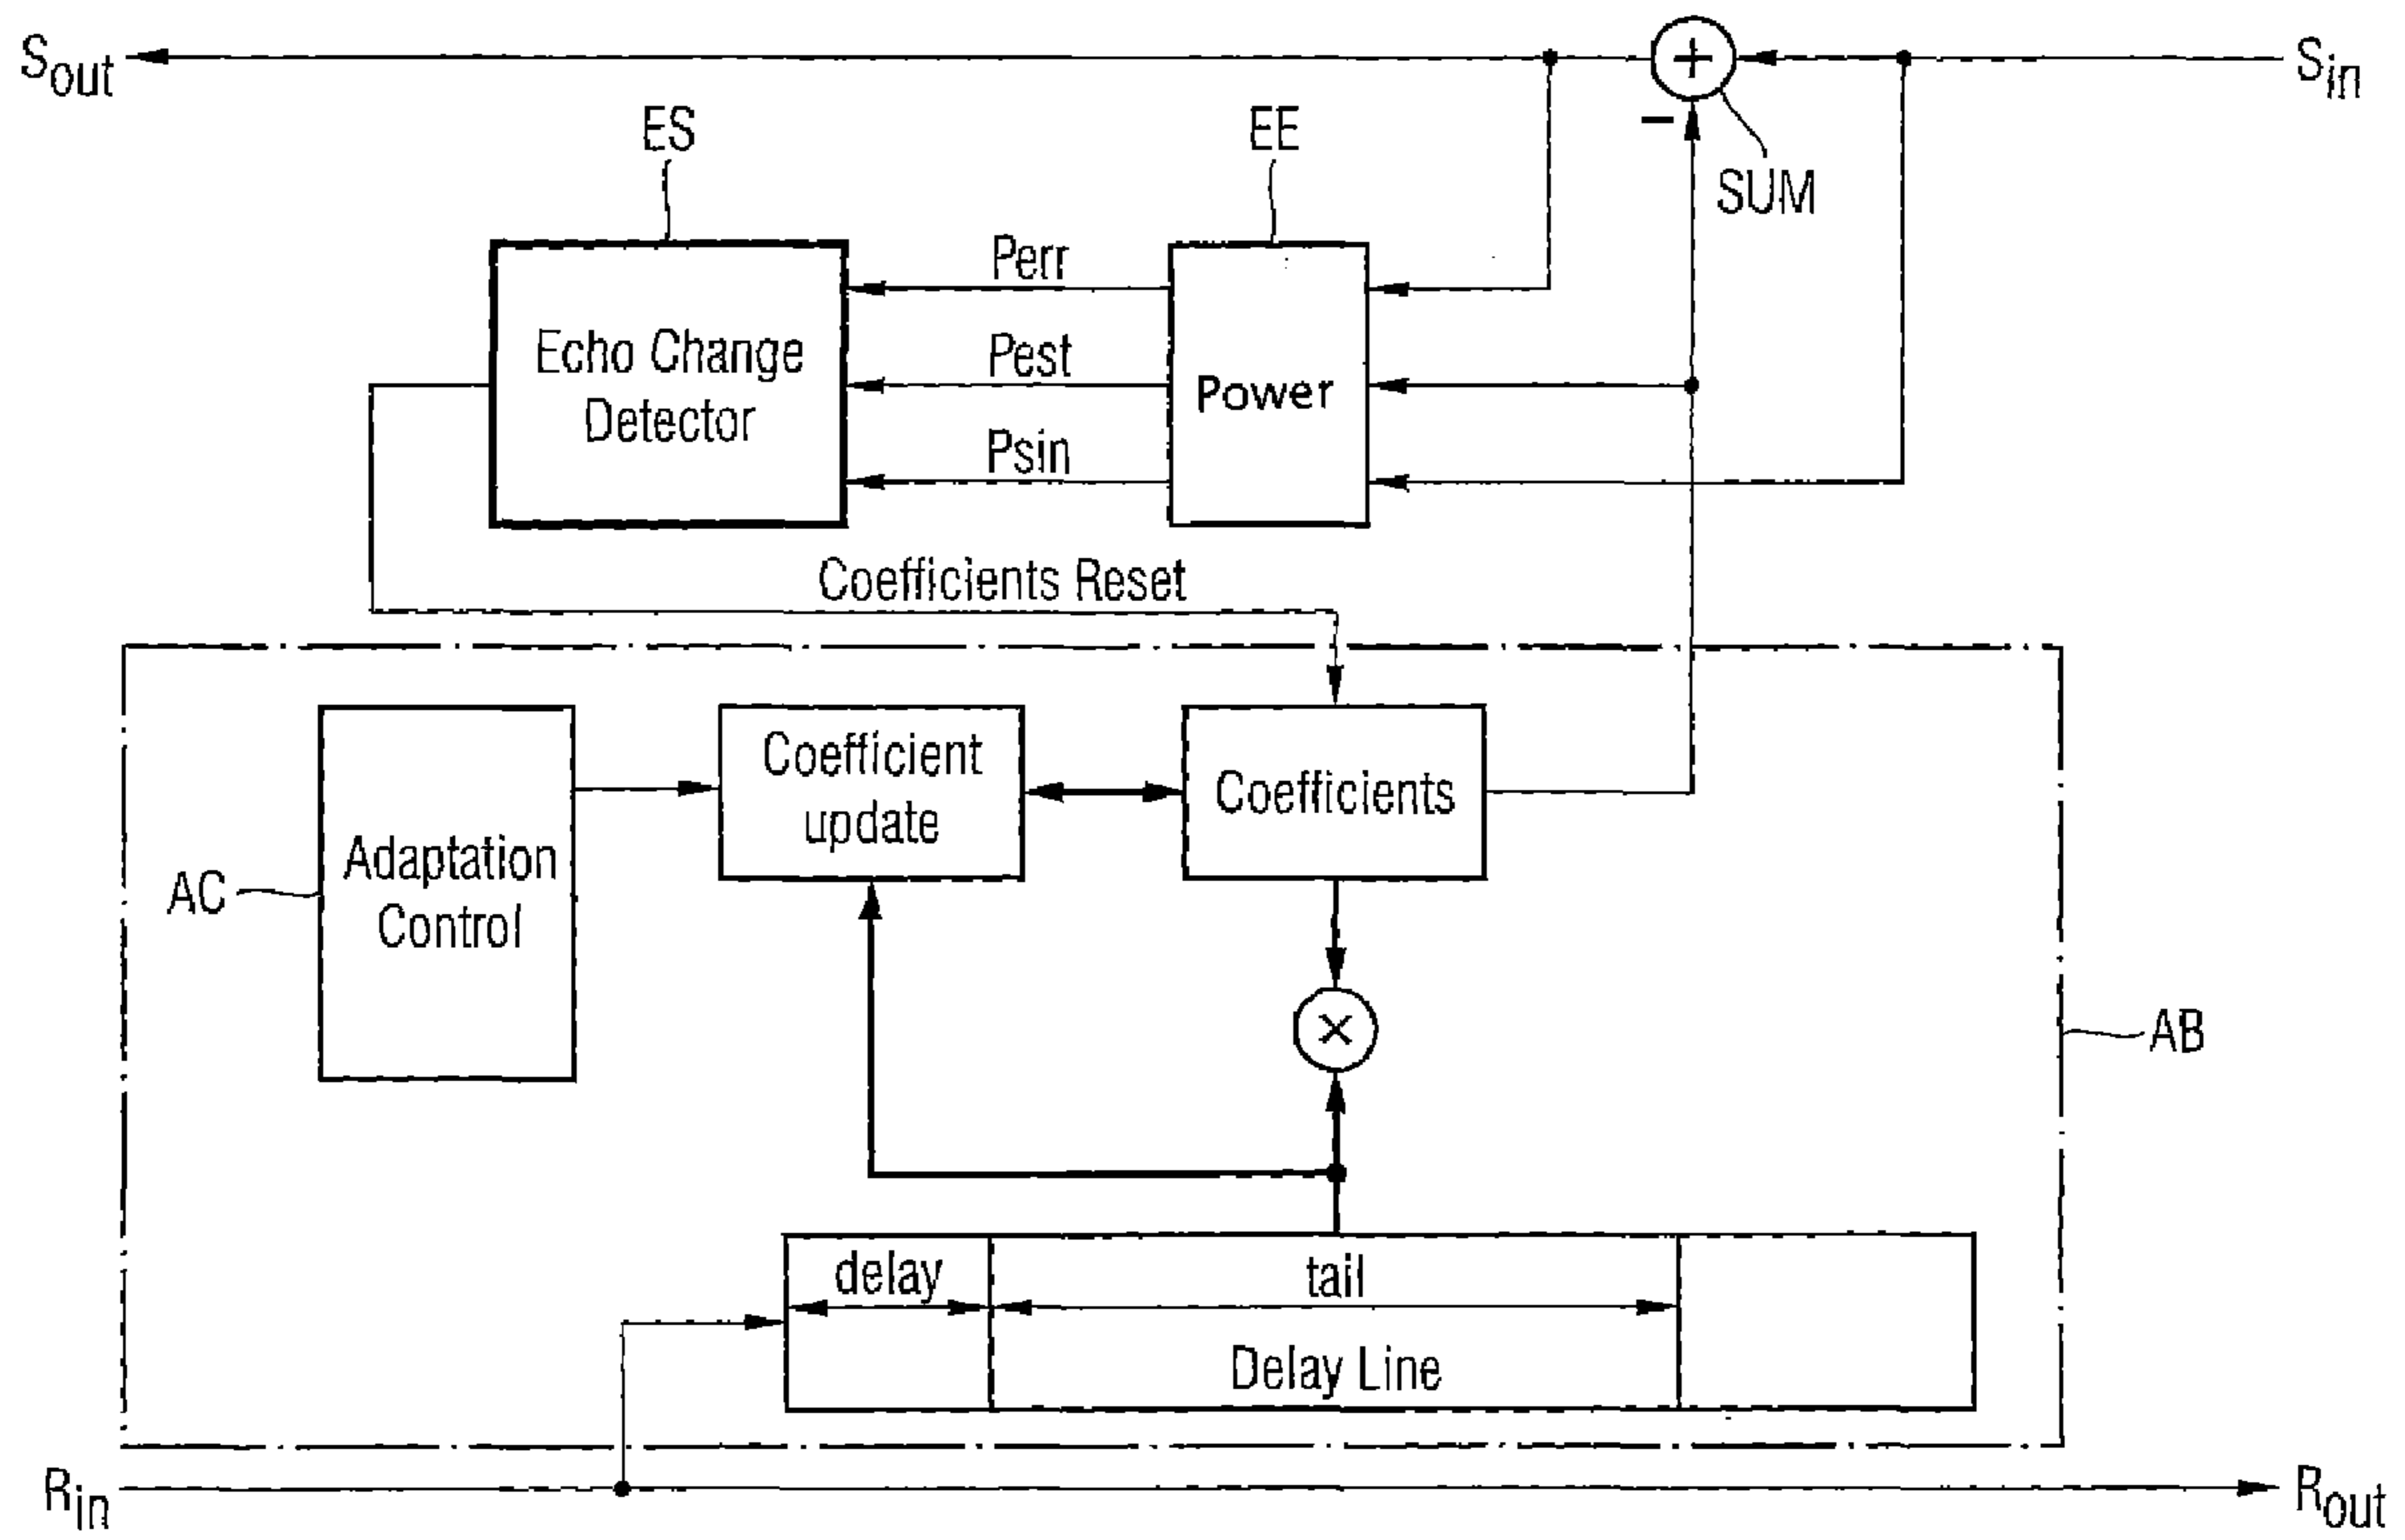 Sout
+
Sin
ES
EE
−
SUM
Perr
Echo Change
Detector
Pest
Power
Psin
Coefficients Reset
Coefficient
update
Coefficients
Adaptation
Control
AC
×
AB
delay
tail
Delay Line
Rin
Rout